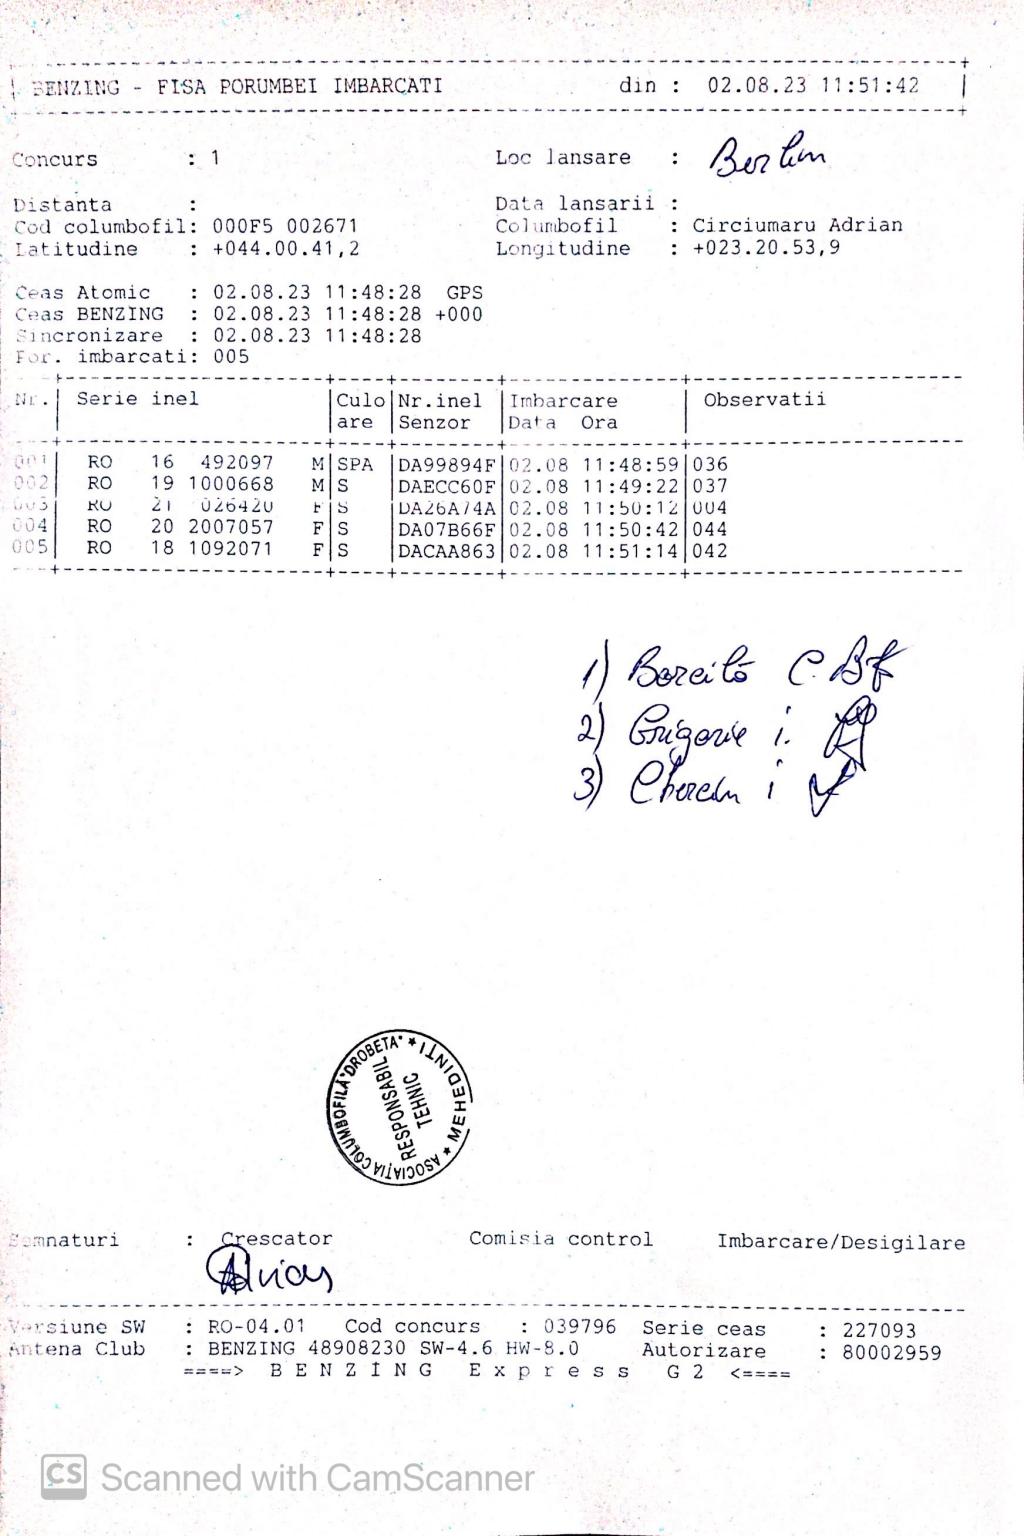 BENZING - FISA PORUMBEI IMBARCATI din : 02.08.23 11:51:42
Concurs : 1 Loc lansare : Berlin
Distanta : Data lansarii :
Cod columbofil: 000F5 002671 Columbofil : Circiumaru Adrian
Latitudine : +044.00.41,2 Longitudine : +023.20.53,9
Ceas Atomic : 02.08.23 11:48:28 GPS
Ceas BENZING : 02.08.23 11:48:28 +000
Sincronizare : 02.08.23 11:48:28
Por. imbarcati: 005
Nr. Serie inel Culo Nr.inel Imbarcare Observatii
are Senzor Data Ora
001 RO 16 492097 M SPA DA99894F 02.08 11:48:59 036
002 RO 19 1000668 M S DAECC60F 02.08 11:49:22 037
003 RO 21 026420 F S DA26A74A 02.08 11:50:12 004
004 RO 20 2007057 F S DA07B66F 02.08 11:50:42 044
005 RO 18 1092071 F S DACAA863 02.08 11:51:14 042
1)
2) Grigorie i.
3)
ASOCIAȚIA COLUMBOFILĂ "DROBETA" * MEHEDINȚI *
RESPONSABIL
TEHNIC
Semnaturi : Crescator Comisia control Imbarcare/Desigilare
Versiune SW : RO-04.01 Cod concurs : 039796 Serie ceas : 227093
Antena Club : BENZING 48908230 SW-4.6 HW-8.0 Autorizare : 80002959
====> B E N Z I N G E x p r e s s G 2 <====
CS Scanned with CamScanner